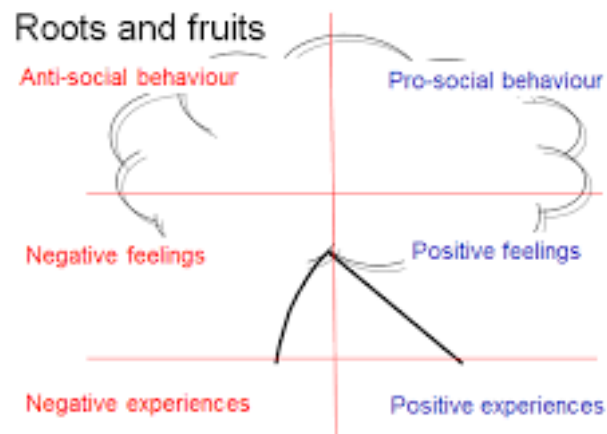 Roots and fruits
Anti-social behaviour
Pro-social behaviour
Negative feelings
Positive feelings
Negative experiences
Positive experiences